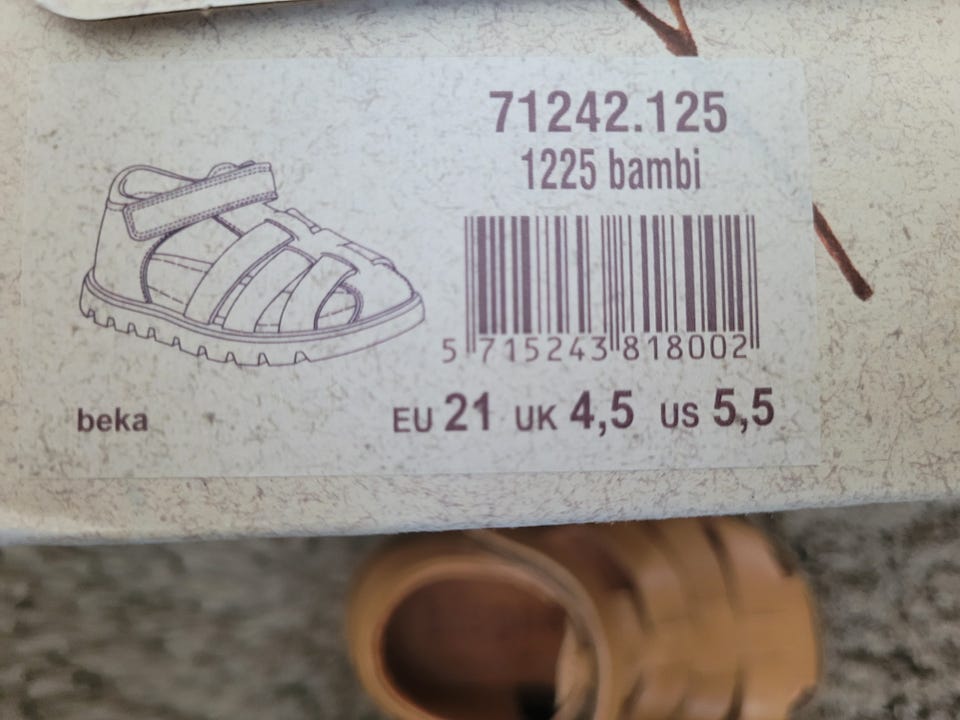 71242.125
1225 bambi
5 715243 818002
beka
EU 21 UK 4,5 US 5,5